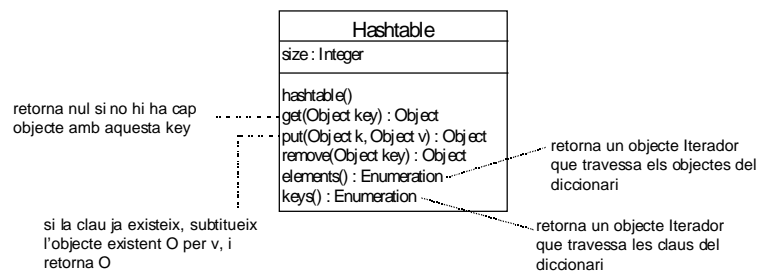 Hashtable
size : Integer
hashtable()
get(Object key) : Object
put(Object k, Object v) : Object
remove(Object key) : Object
elements() : Enumeration
keys() : Enumeration
retorna nul si no hi ha cap
objecte amb aquesta key
si la clau ja existeix, subtitueix
l'objecte existent O per v, i
retorna O
retorna un objecte Iterador
que travessa els objectes del
diccionari
retorna un objecte Iterador
que travessa les claus del
diccionari